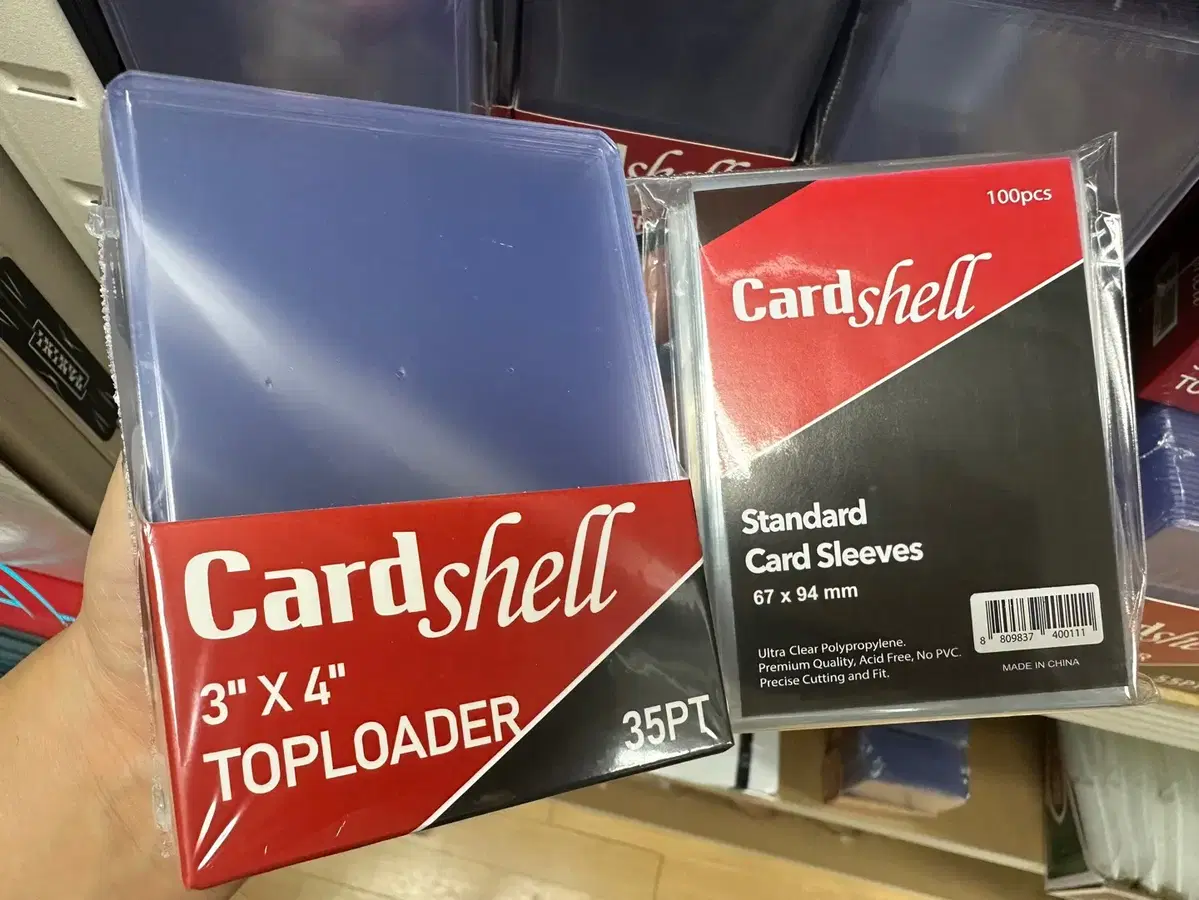 Cardshell
3" X 4"
TOPLOADER
35PT
100pcs
Cardshell
Standard
Card Sleeves
67 x 94 mm
Ultra Clear Polypropylene.
Premium Quality, Acid Free, No PVC.
Precise Cutting and Fit.
8 809837 400111
MADE IN CHINA
shell